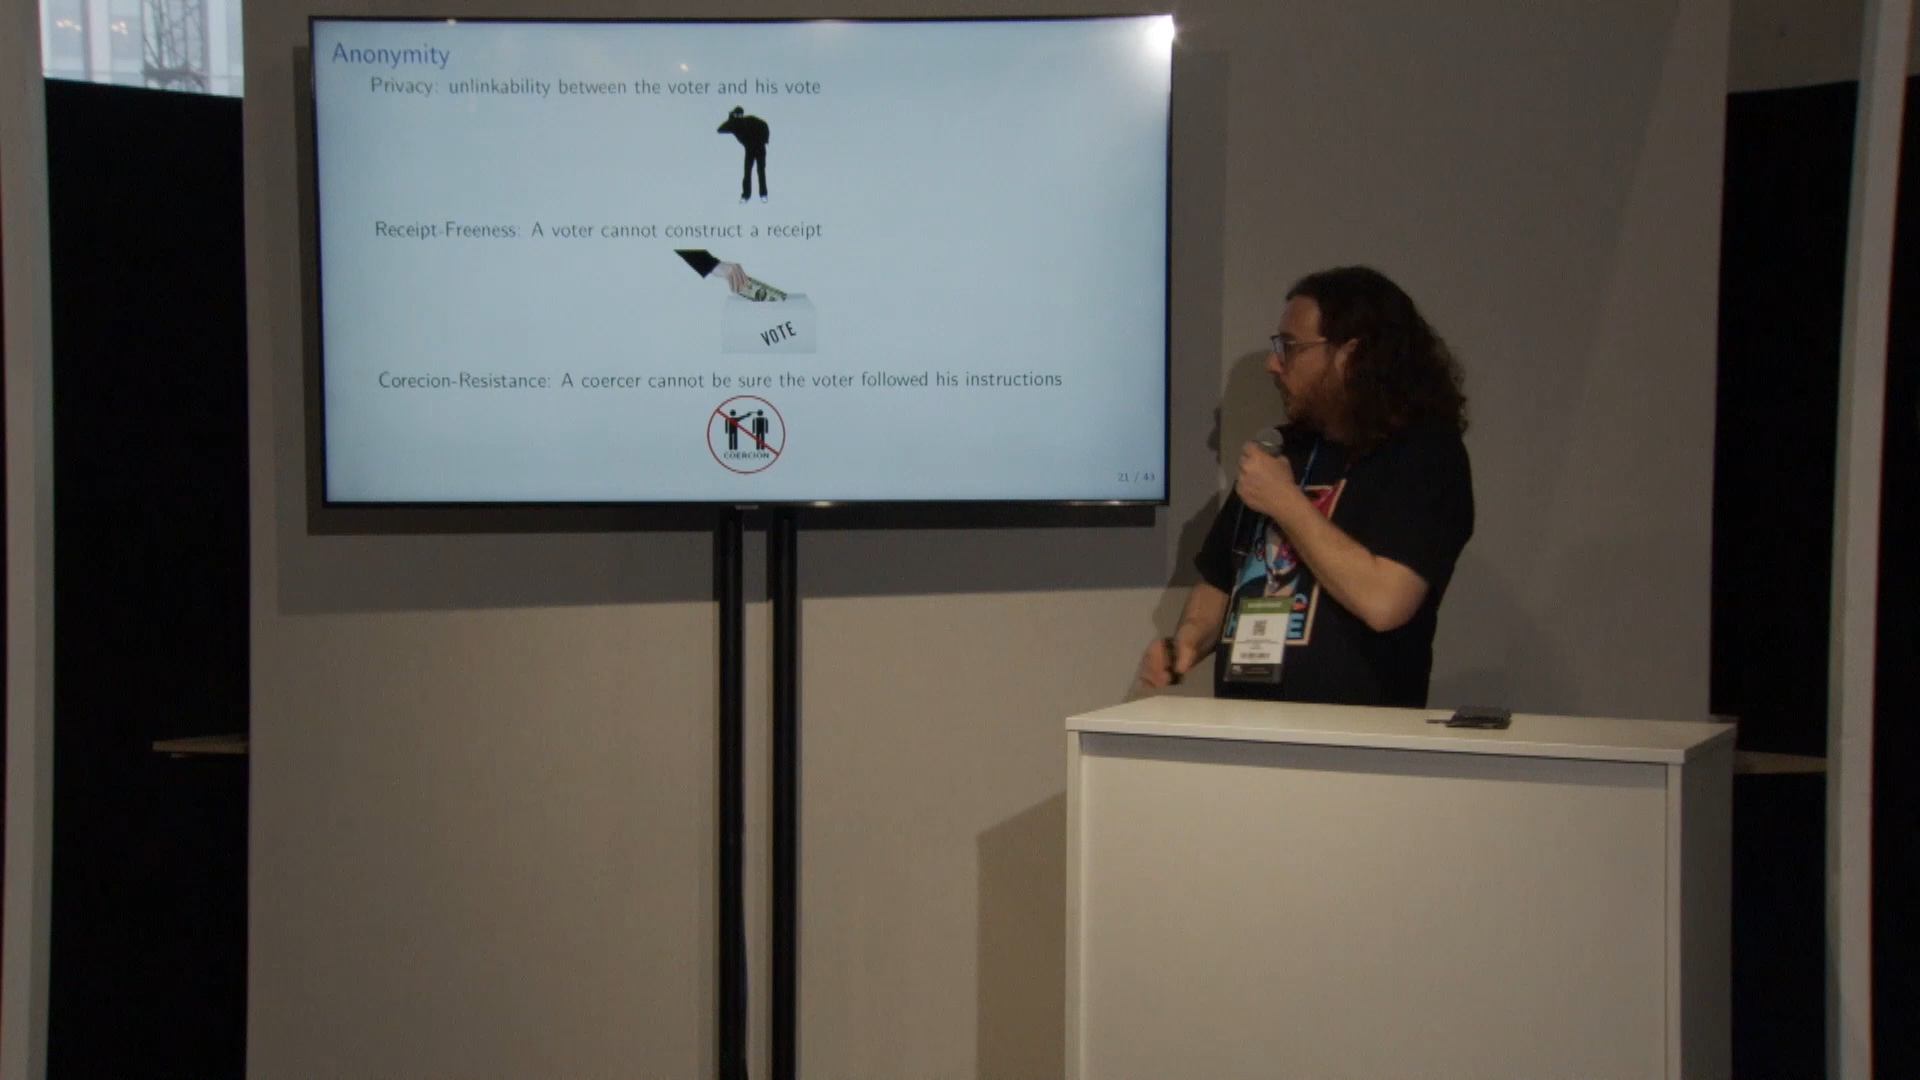 Anonymity
Privacy: unlinkability between the voter and his vote
Receipt-Freeness: A voter cannot construct a receipt
VOTE
Corecion-Resistance: A coercer cannot be sure the voter followed his instructions
COERCION
21 / 43